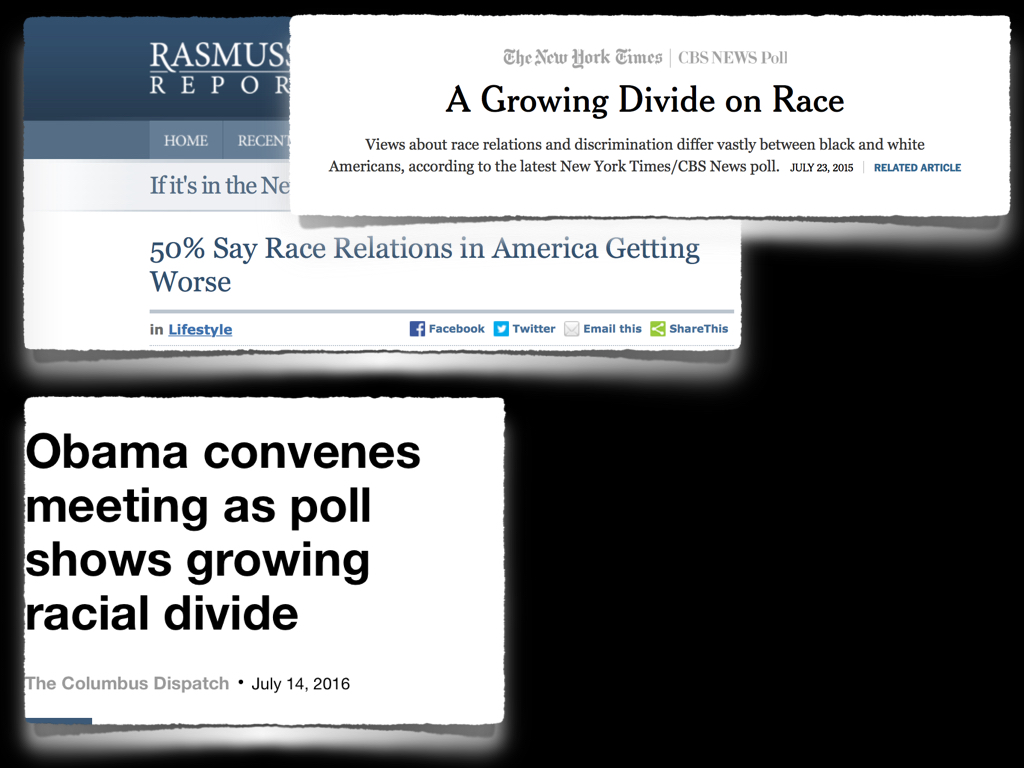 RASMUSS
REPOR
HOME RECENT
If it's in the Ne
The New York Times | CBS NEWS Poll
A Growing Divide on Race
Views about race relations and discrimination differ vastly between black and white
Americans, according to the latest New York Times/CBS News poll. JULY 23, 2015 | RELATED ARTICLE
50% Say Race Relations in America Getting
Worse
in Lifestyle Facebook Twitter Email this ShareThis
Obama convenes
meeting as poll
shows growing
racial divide
The Columbus Dispatch • July 14, 2016